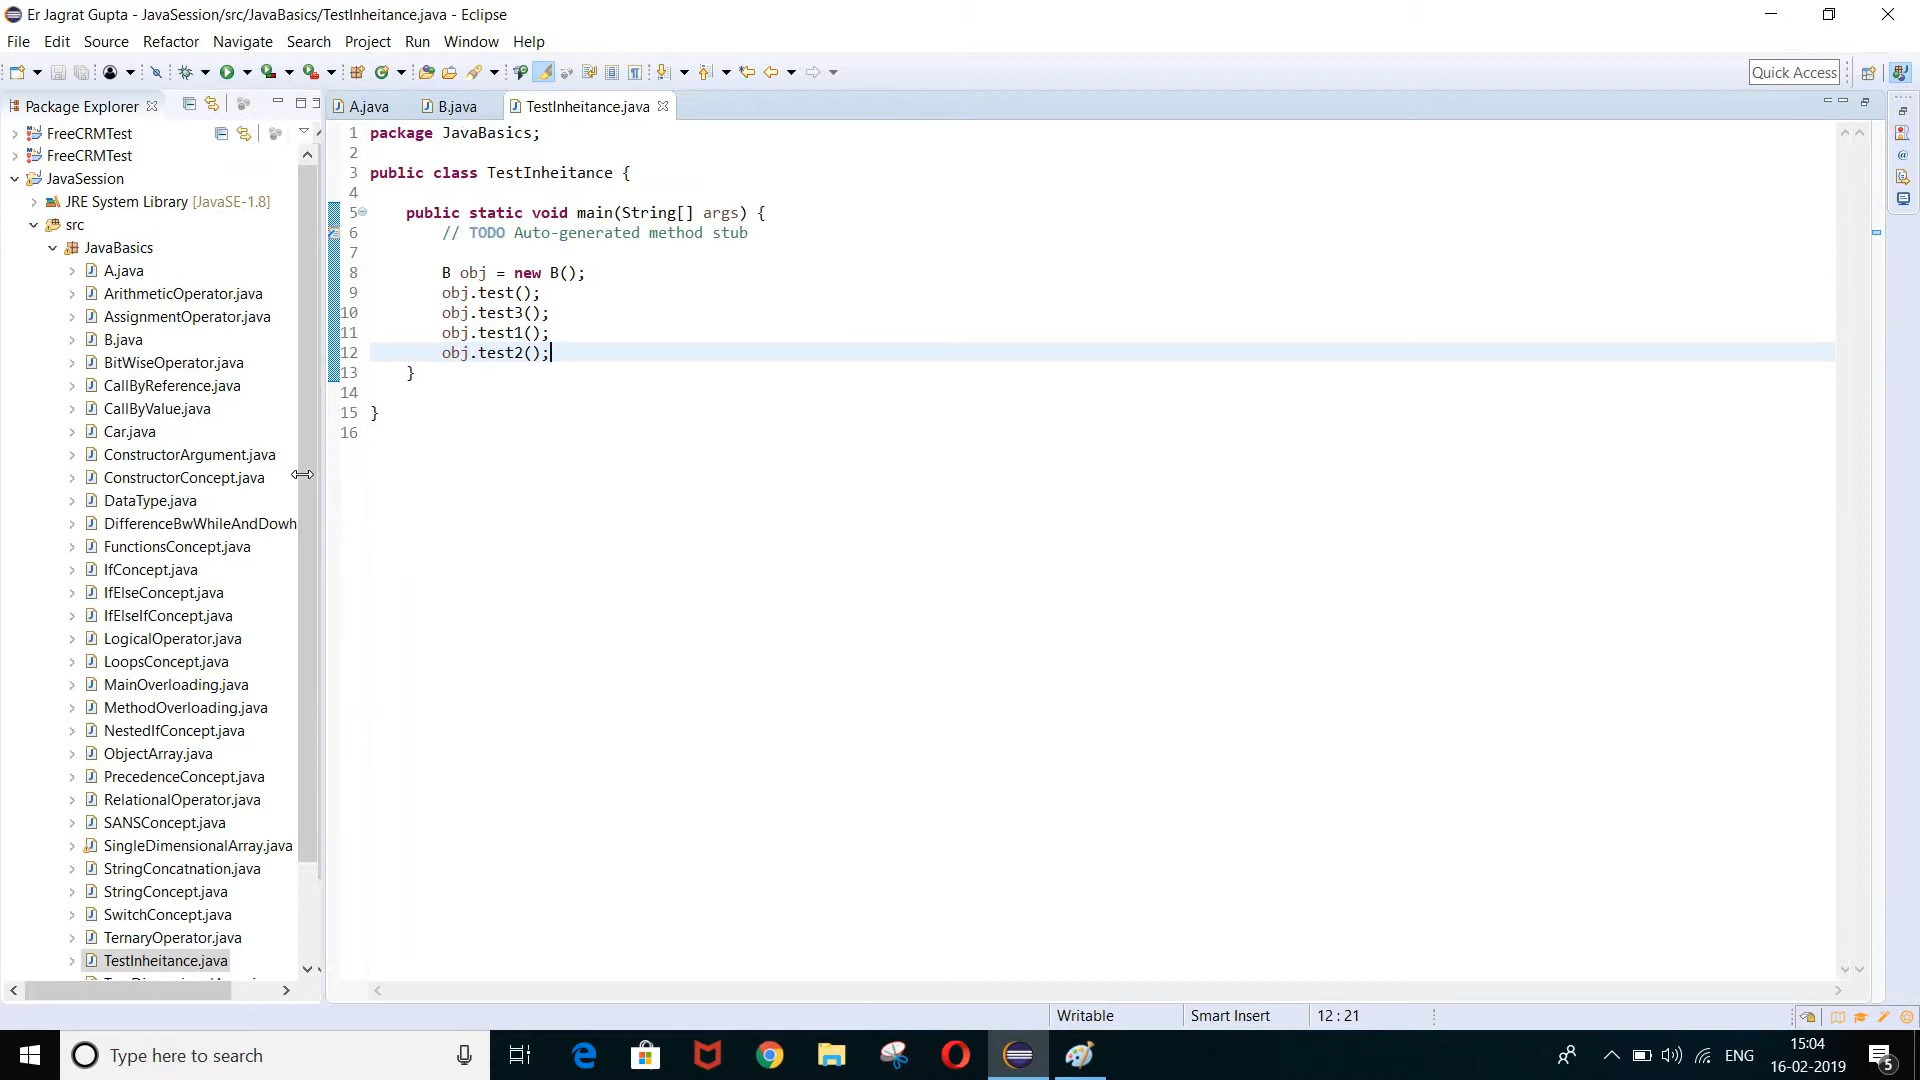 Er Jagrat Gupta - JavaSession/src/JavaBasics/TestInheitance.java - Eclipse
File Edit Source Refactor Navigate Search Project Run Window Help
Quick Access
Package Explorer
A.java
B.java
TestInheitance.java
FreeCRMTest
FreeCRMTest
JavaSession
JRE System Library [JavaSE-1.8]
src
JavaBasics
A.java
ArithmeticOperator.java
AssignmentOperator.java
B.java
BitWiseOperator.java
CallByReference.java
CallByValue.java
Car.java
ConstructorArgument.java
ConstructorConcept.java
DataType.java
DifferenceBwWhileAndDowh
FunctionsConcept.java
IfConcept.java
IfElseConcept.java
IfElseIfConcept.java
LogicalOperator.java
LoopsConcept.java
MainOverloading.java
MethodOverloading.java
NestedIfConcept.java
ObjectArray.java
PrecedenceConcept.java
RelationalOperator.java
SANSConcept.java
SingleDimensionalArray.java
StringConcatnation.java
StringConcept.java
SwitchConcept.java
TernaryOperator.java
TestInheitance.java
1 package JavaBasics;
2
3 public class TestInheitance {
4
5 public static void main(String[] args) {
6 // TODO Auto-generated method stub
7
8 B obj = new B();
9 obj.test();
10 obj.test3();
11 obj.test1();
12 obj.test2();
13 }
14
15 }
16
Writable Smart Insert 12 : 21
Type here to search
ENG
15:04
16-02-2019
5